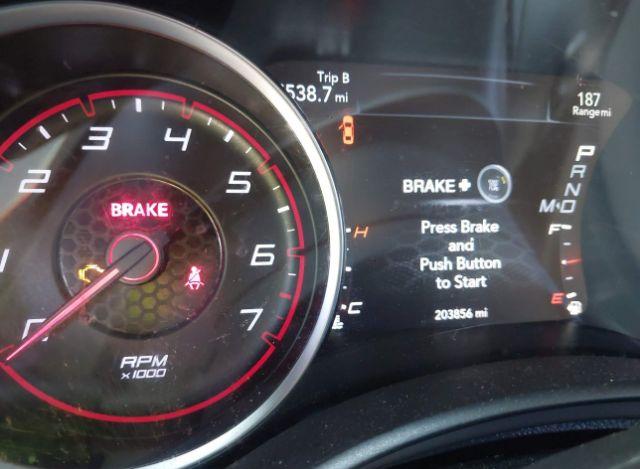 Trip B
538.7 mi
187
Range mi
P
R
N
M+D
BRAKE+
Press Brake
and
Push Button
to Start
203856 mi
H
C
F
E
1
2
3
4
5
6
7
0
BRAKE
RPM
x1000